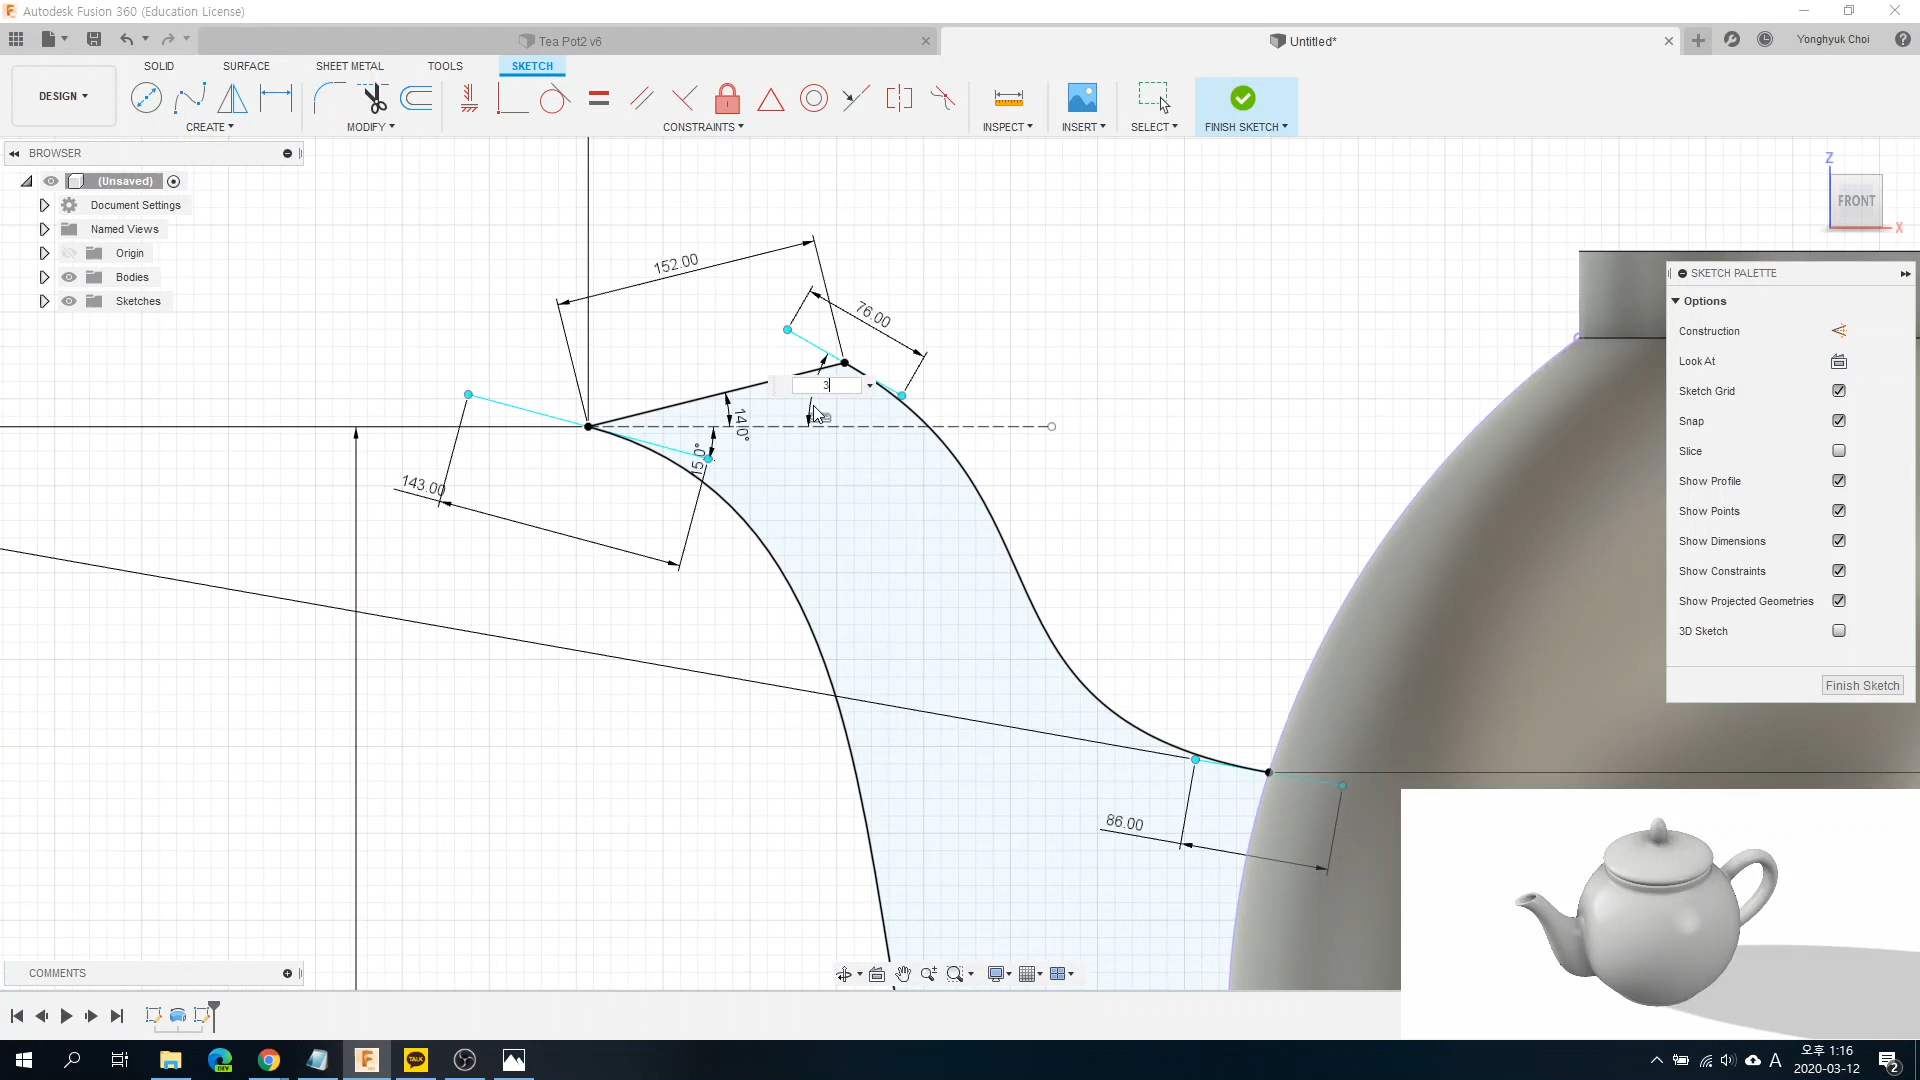 Autodesk Fusion 360 (Education License)
Tea Pot2 v6
Untitled*
Yonghyuk Choi
SOLID
SURFACE
SHEET METAL
TOOLS
SKETCH
DESIGN
CREATE
MODIFY
CONSTRAINTS
INSPECT
INSERT
SELECT
FINISH SKETCH
BROWSER
(Unsaved)
Document Settings
Named Views
Origin
Bodies
Sketches
Z
FRONT
X
152.00
76.00
3
14.0°
15.0°
143.00
86.00
SKETCH PALETTE
Options
Construction
Look At
Sketch Grid
Snap
Slice
Show Profile
Show Points
Show Dimensions
Show Constraints
Show Projected Geometries
3D Sketch
Finish Sketch
COMMENTS
DEV
TALK
F
A
오후 1:16
2020-03-12
2